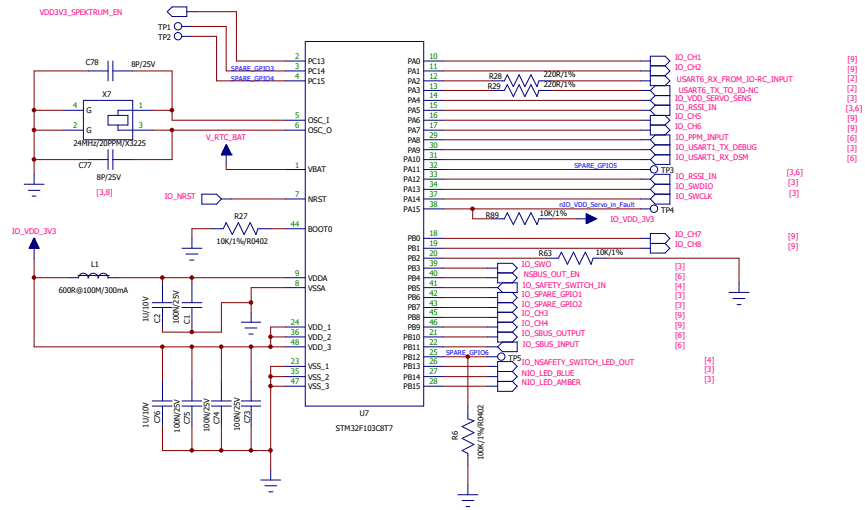 VDD3V3_SPEKTRUM_EN
TP1
TP2
SPARE_GPIO3
SPARE_GPIO4
2 PC13
3 PC14
4 PC15
C78
8P/25V
X7
4 G 1
2 G 3
24MHz/20PPM/X3225
C77
8P/25V
[3,8]
5 OSC_I
6 OSC_O
V_RTC_BAT
1 VBAT
IO_NRST
7 NRST
R27
10K/1%/R0402
44 BOOT0
IO_VDD_3V3
L1
600R@100M/300mA
9 VDDA
8 VSSA
1U/10V
C2
100N/25V
C1
24 VDD_1
36 VDD_2
48 VDD_3
23 VSS_1
35 VSS_2
47 VSS_3
1U/10V
C76
100N/25V
C75
100N/25V
C74
100N/25V
C73
U7
STM32F103C8T7
PA0 10 IO_CH1 [9]
PA1 11 IO_CH2 [9]
PA2 12 R28 220R/1% USART6_RX_FROM_IO-RC_INPUT [2]
PA3 13 R29 220R/1% USART6_TX_TO_IO-NC [2]
PA4 14 IO_VDD_SERVO_SENS [3]
PA5 15 IO_RSSI_IN [3,6]
PA6 16 IO_CH5 [9]
PA7 17 IO_CH6 [9]
PA8 29 IO_PPM_INPUT [6]
PA9 30 IO_USART1_TX_DEBUG [3]
PA10 31 IO_USART1_RX_DSM [6]
PA11 32 SPARE_GPIO5 TP3
PA12 33 IO_RSSI_IN [3,6]
PA13 34 IO_SWDIO [3]
PA14 37 IO_SWCLK [3]
PA15 38 nIO_VDD_Servo_in_Fault TP4
R89 10K/1% IO_VDD_3V3
PB0 18 IO_CH7 [9]
PB1 19 IO_CH8 [9]
PB2 20 R63 10K/1%
PB3 39 IO_SWO [3]
PB4 40 NSBUS_OUT_EN [6]
PB5 41 IO_SAFETY_SWITCH_IN [4]
PB6 42 IO_SPARE_GPIO1 [3]
PB7 43 IO_SPARE_GPIO2 [3]
PB8 45 IO_CH3 [9]
PB9 46 IO_CH4 [9]
PB10 21 IO_SBUS_OUTPUT [6]
PB11 22 IO_SBUS_INPUT [6]
PB12 25 SPARE_GPIO6 TP5
PB13 26 IO_NSAFETY_SWITCH_LED_OUT [4]
PB14 27 NIO_LED_BLUE [3]
PB15 28 NIO_LED_AMBER [3]
R6
100K/1%/R0402